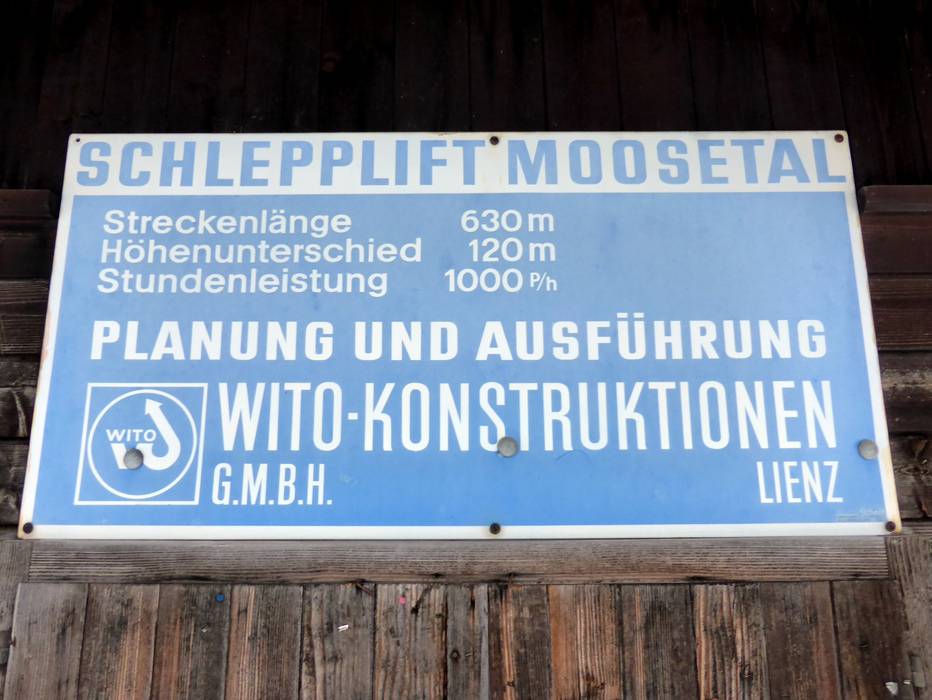 SCHLEPPLIFT MOOSETAL
Streckenlänge 630 m
Höhenunterschied 120 m
Stundenleistung 1000 P/h
PLANUNG UND AUSFÜHRUNG
WITO
WITO-KONSTRUKTIONEN
G.M.B.H. LIENZ